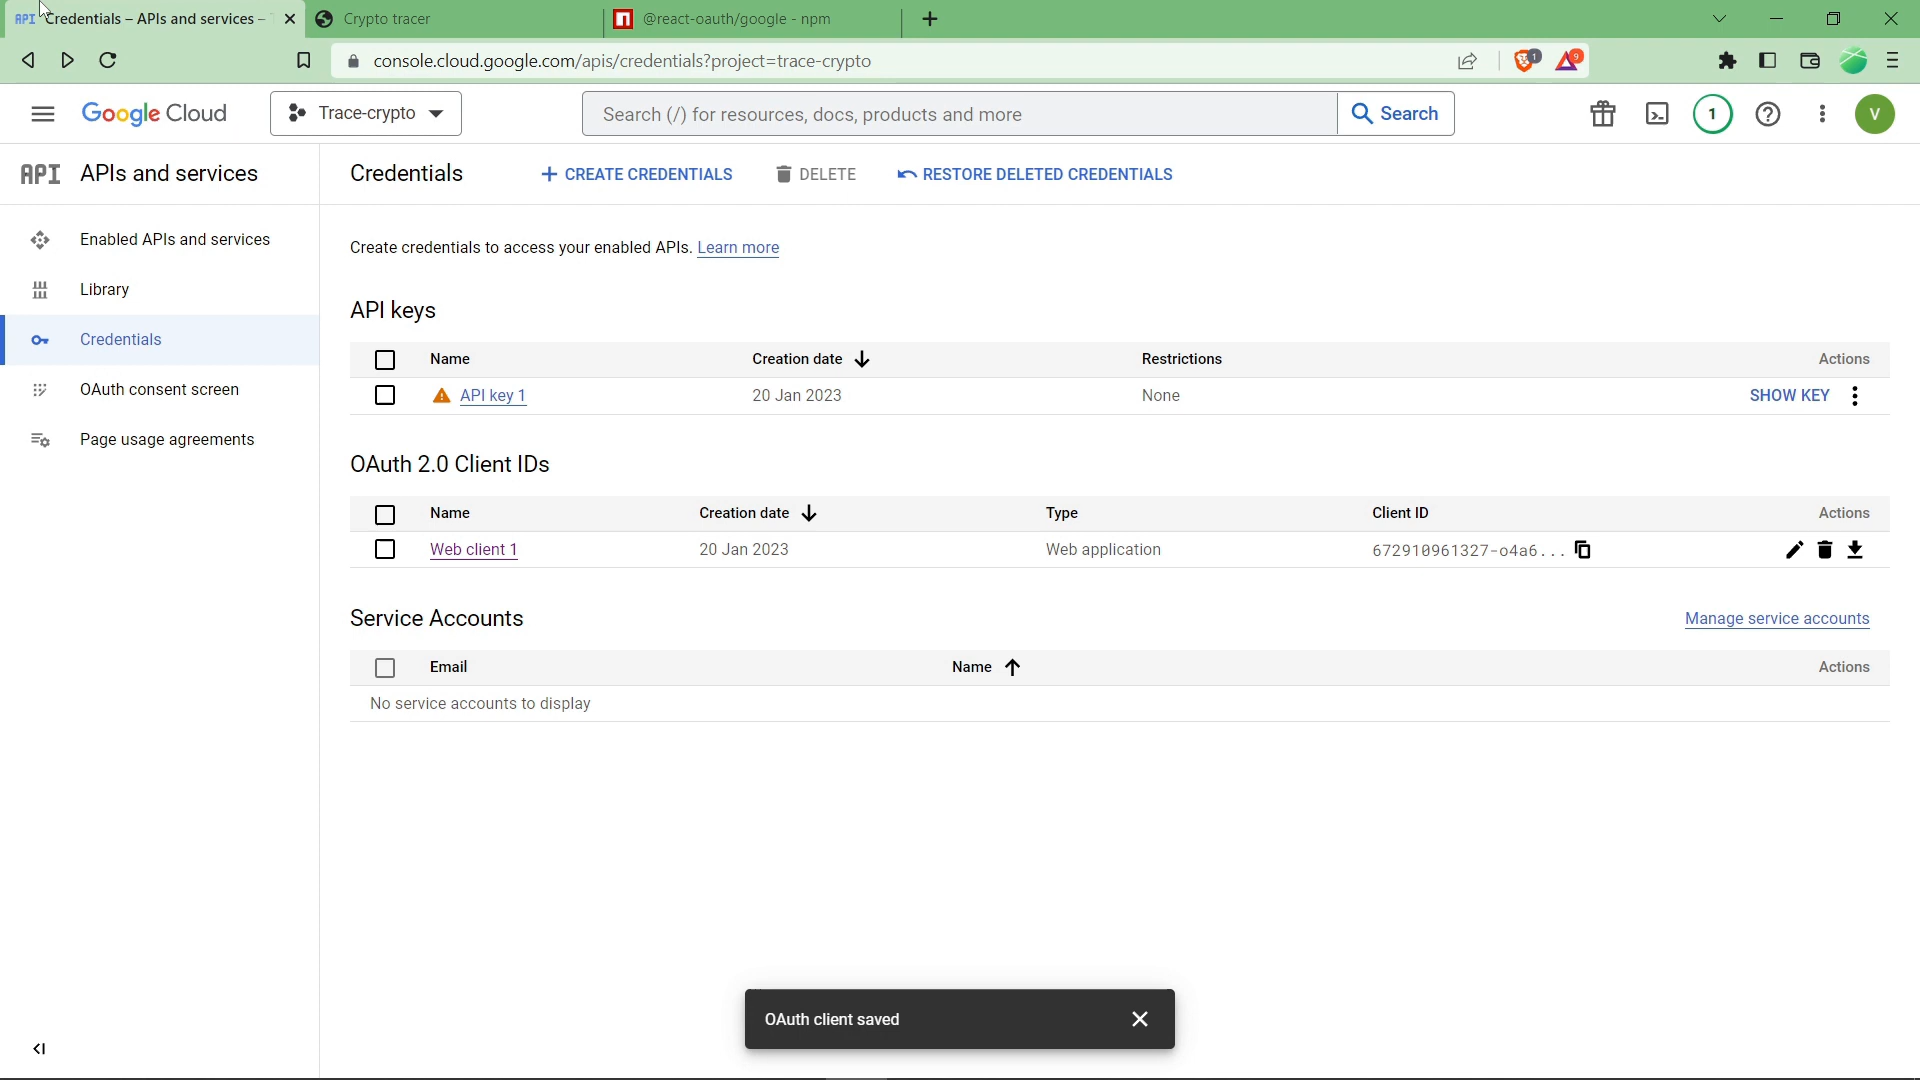 API Credentials – APIs and services –
Crypto tracer
@react-oauth/google - npm
console.cloud.google.com/apis/credentials?project=trace-crypto
1
9
Google Cloud
Trace-crypto
Search (/) for resources, docs, products and more
Search
1
V
API APIs and services
Credentials
CREATE CREDENTIALS
DELETE
RESTORE DELETED CREDENTIALS
Enabled APIs and services
Library
Credentials
OAuth consent screen
Page usage agreements
Create credentials to access your enabled APIs. Learn more
API keys
Name Creation date Restrictions Actions
API key 1 20 Jan 2023 None SHOW KEY
OAuth 2.0 Client IDs
Name Creation date Type Client ID Actions
Web client 1 20 Jan 2023 Web application 672910961327-o4a6...
Service Accounts
Manage service accounts
Email Name Actions
No service accounts to display
OAuth client saved